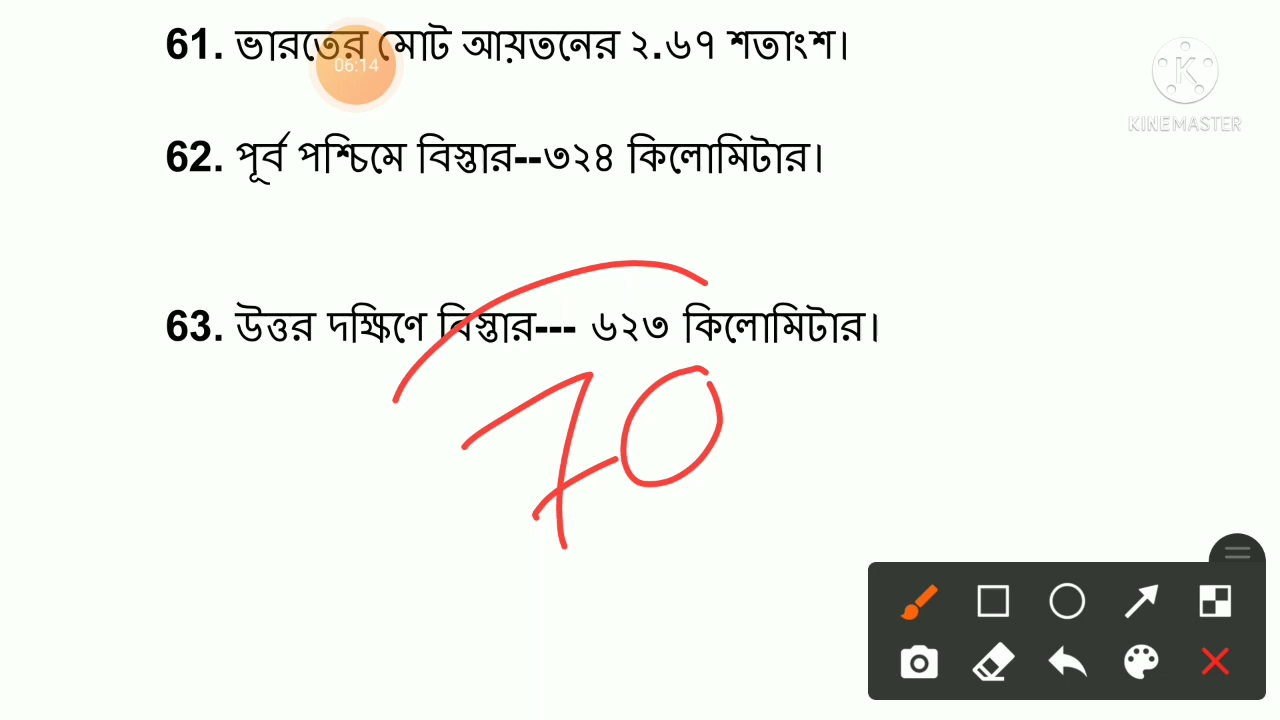 61. ভারতের মোট আয়তনের ২.৬৭ শতাংশ।
06:14
KINEMASTER
62. পূর্ব পশ্চিমে বিস্তার--৩২৪ কিলোমিটার।
63. উত্তর দক্ষিণে বিস্তার--- ৬২৩ কিলোমিটার।
70